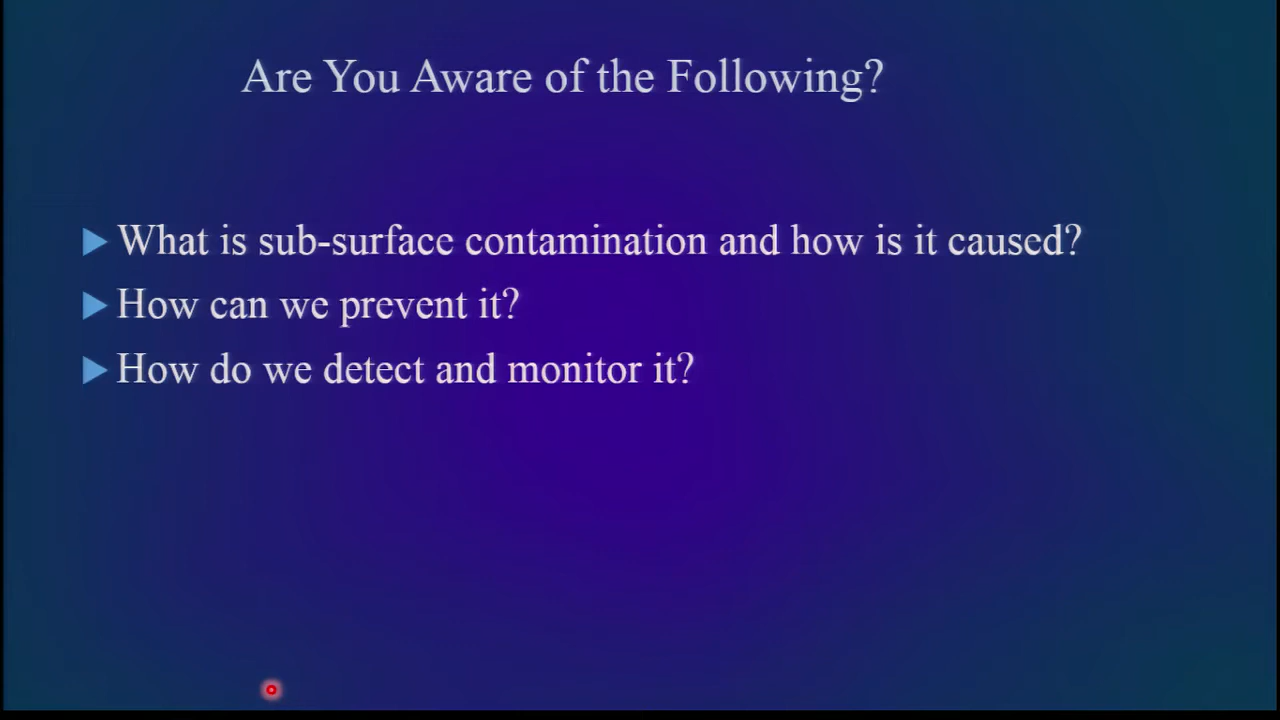 Are You Aware of the Following?
What is sub-surface contamination and how is it caused?
How can we prevent it?
How do we detect and monitor it?